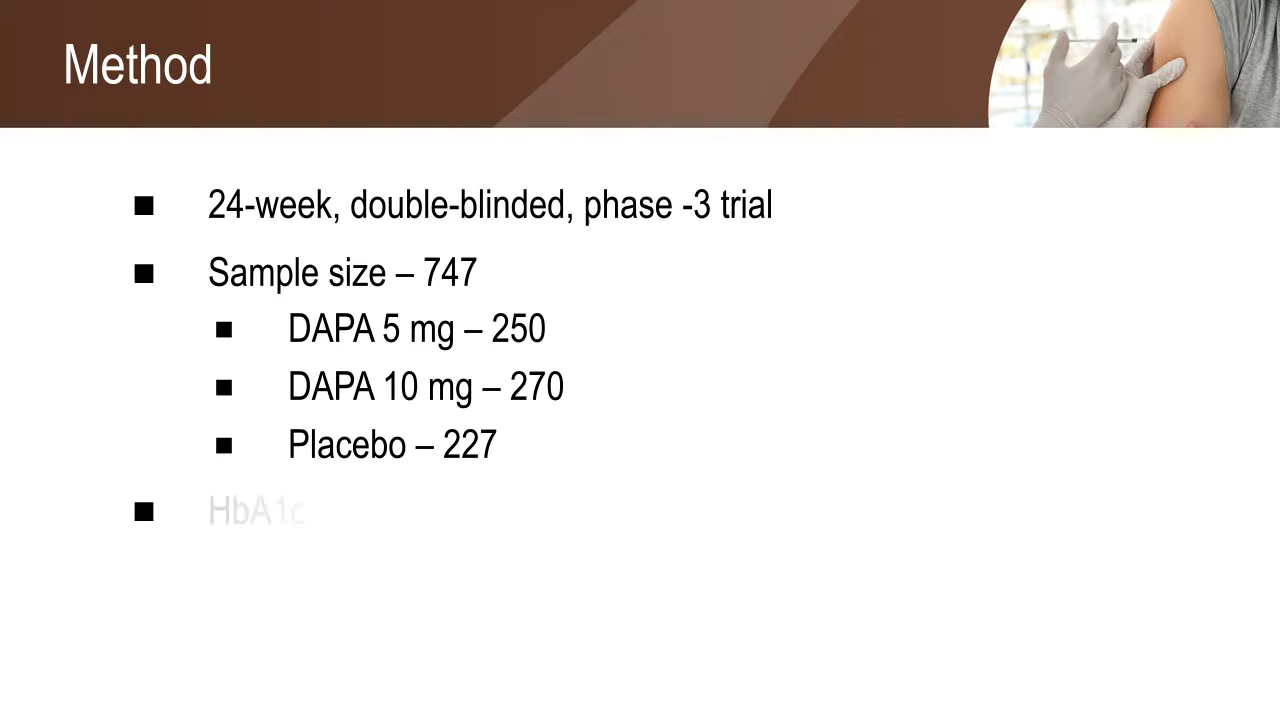 Method
24-week, double-blinded, phase -3 trial
Sample size – 747
DAPA 5 mg – 250
DAPA 10 mg – 270
Placebo – 227
HbA1c